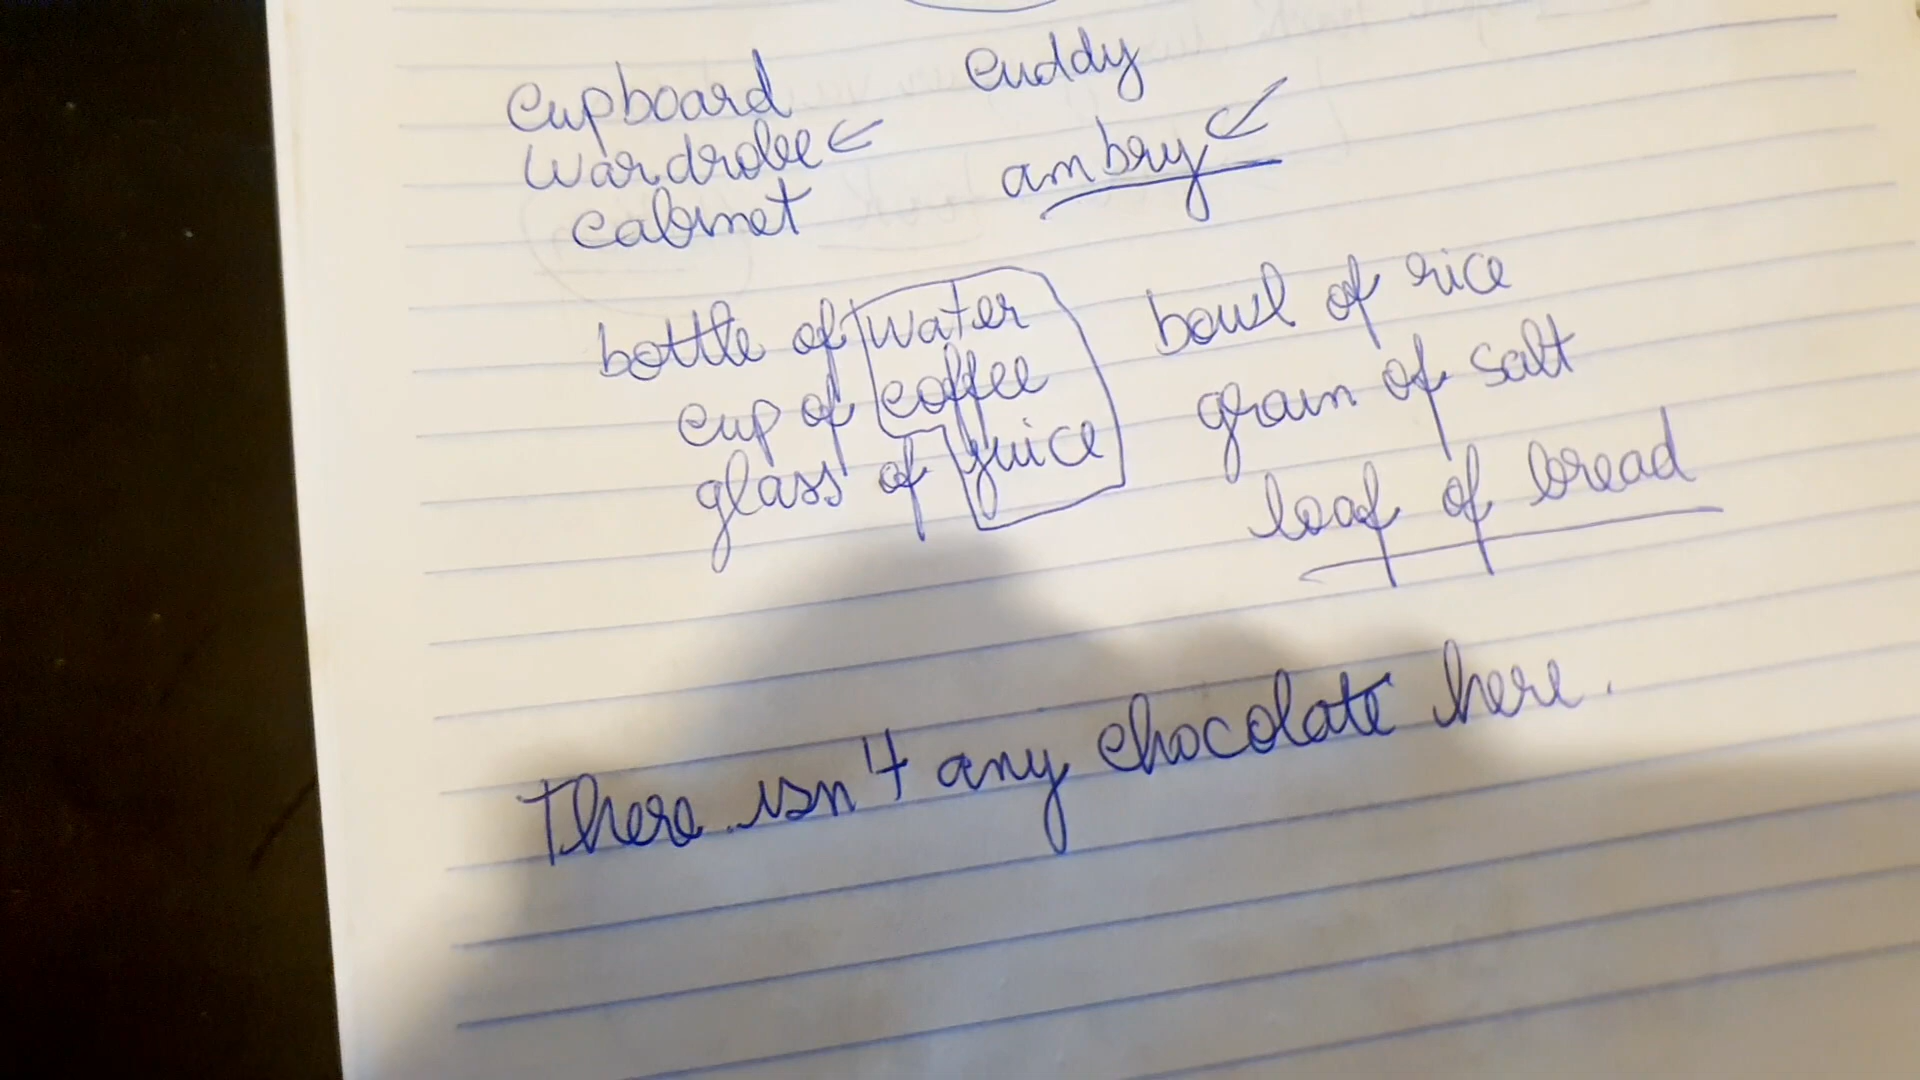 cupboard
wardrobe
cabinet
cuddy
ambry
bottle of water
cup of coffee
glass of juice
bowl of rice
grain of salt
loaf of bread
There isn't any chocolate here.